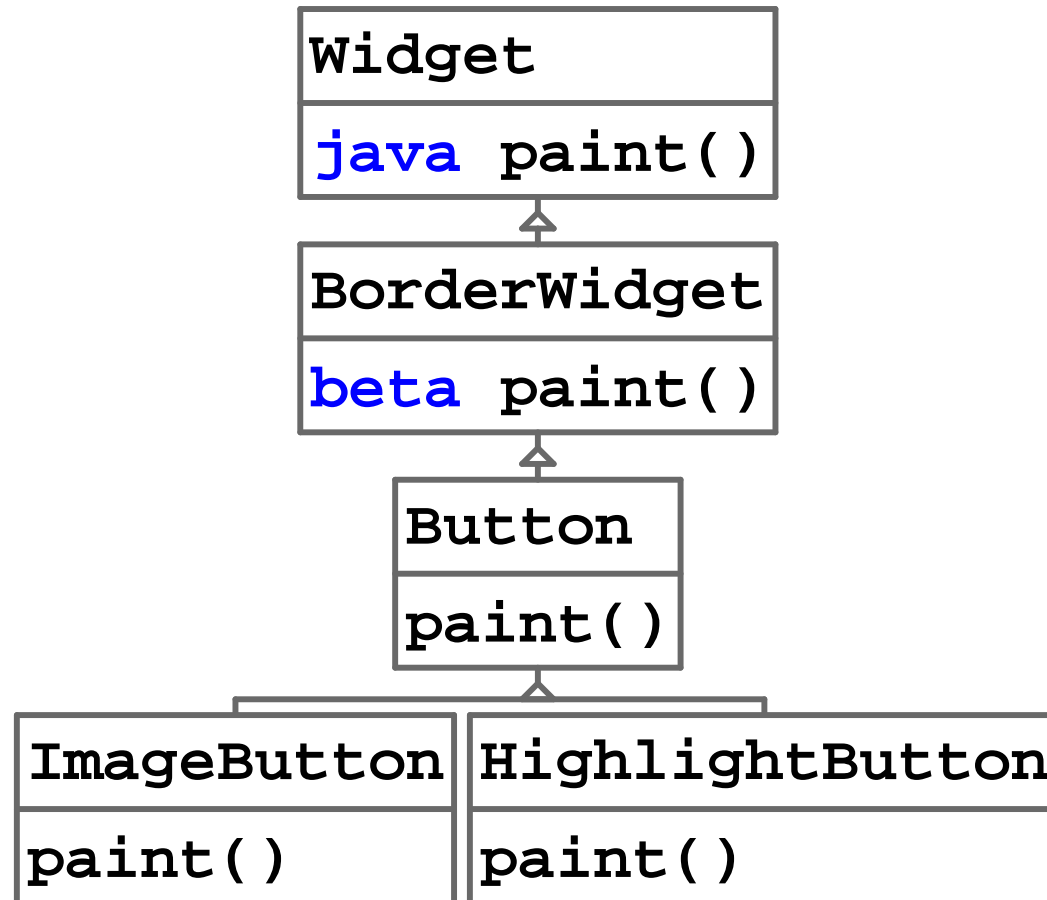 Widget
java paint()
BorderWidget
beta paint()
Button
paint()
ImageButton
HighlightButton
paint()
paint()